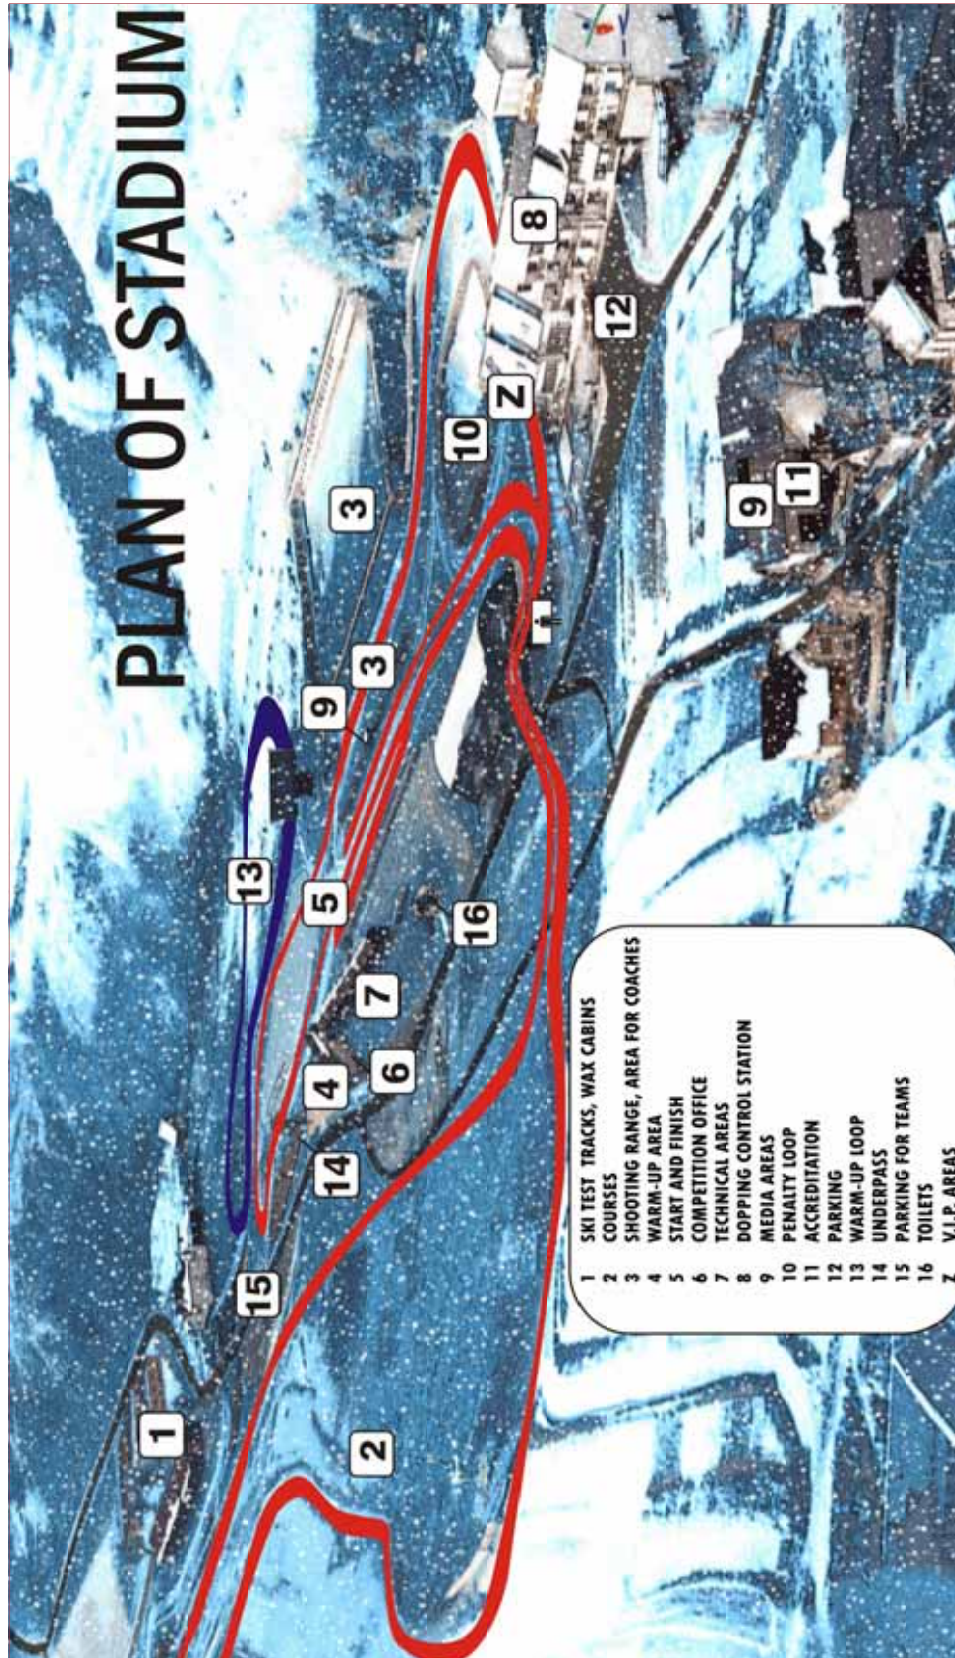 PLAN OF STADIUM
1
13
15
14
4
5
9
3
2
6
7
3
10
16
Z
8
12
9
11
1 SKI TEST TRACKS, WAX CABINS
2 COURSES
3 SHOOTING RANGE, AREA FOR COACHES
4 WARM-UP AREA
5 START AND FINISH
6 COMPETITION OFFICE
7 TECHNICAL AREAS
8 DOPPING CONTROL STATION
9 MEDIA AREAS
10 PENALTY LOOP
11 ACCREDITATION
12 PARKING
13 WARM-UP LOOP
14 UNDERPASS
15 PARKING FOR TEAMS
16 TOILETS
Z V.I.P. AREAS